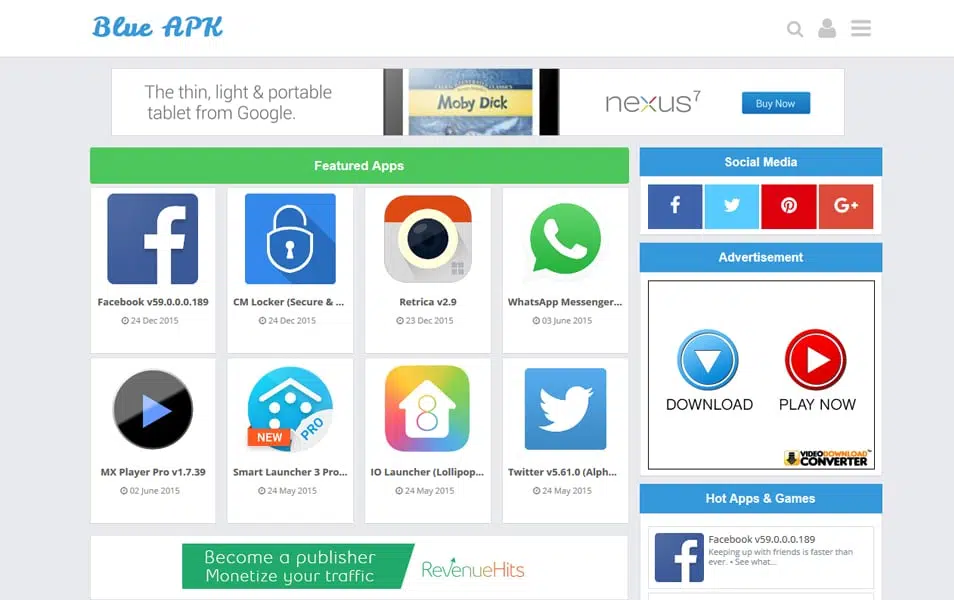 Blue APK
The thin, light & portable
tablet from Google.
Moby Dick
nexus7
Buy Now
Featured Apps
Facebook v59.0.0.0.189
24 Dec 2015
CM Locker (Secure & ...
24 Dec 2015
Retrica v2.9
23 Dec 2015
WhatsApp Messenger...
03 June 2015
NEW
PRO
MX Player Pro v1.7.39
02 June 2015
Smart Launcher 3 Pro...
24 May 2015
8
IO Launcher (Lollipop...
24 May 2015
Twitter v5.61.0 (Alph...
24 May 2015
Become a publisher
Monetize your traffic
RevenueHits
Social Media
f
G+
Advertisement
DOWNLOAD
PLAY NOW
VIDEODOWNLOAD
CONVERTER™
Hot Apps & Games
Facebook v59.0.0.0.189
Keeping up with friends is faster than
ever. • See what...